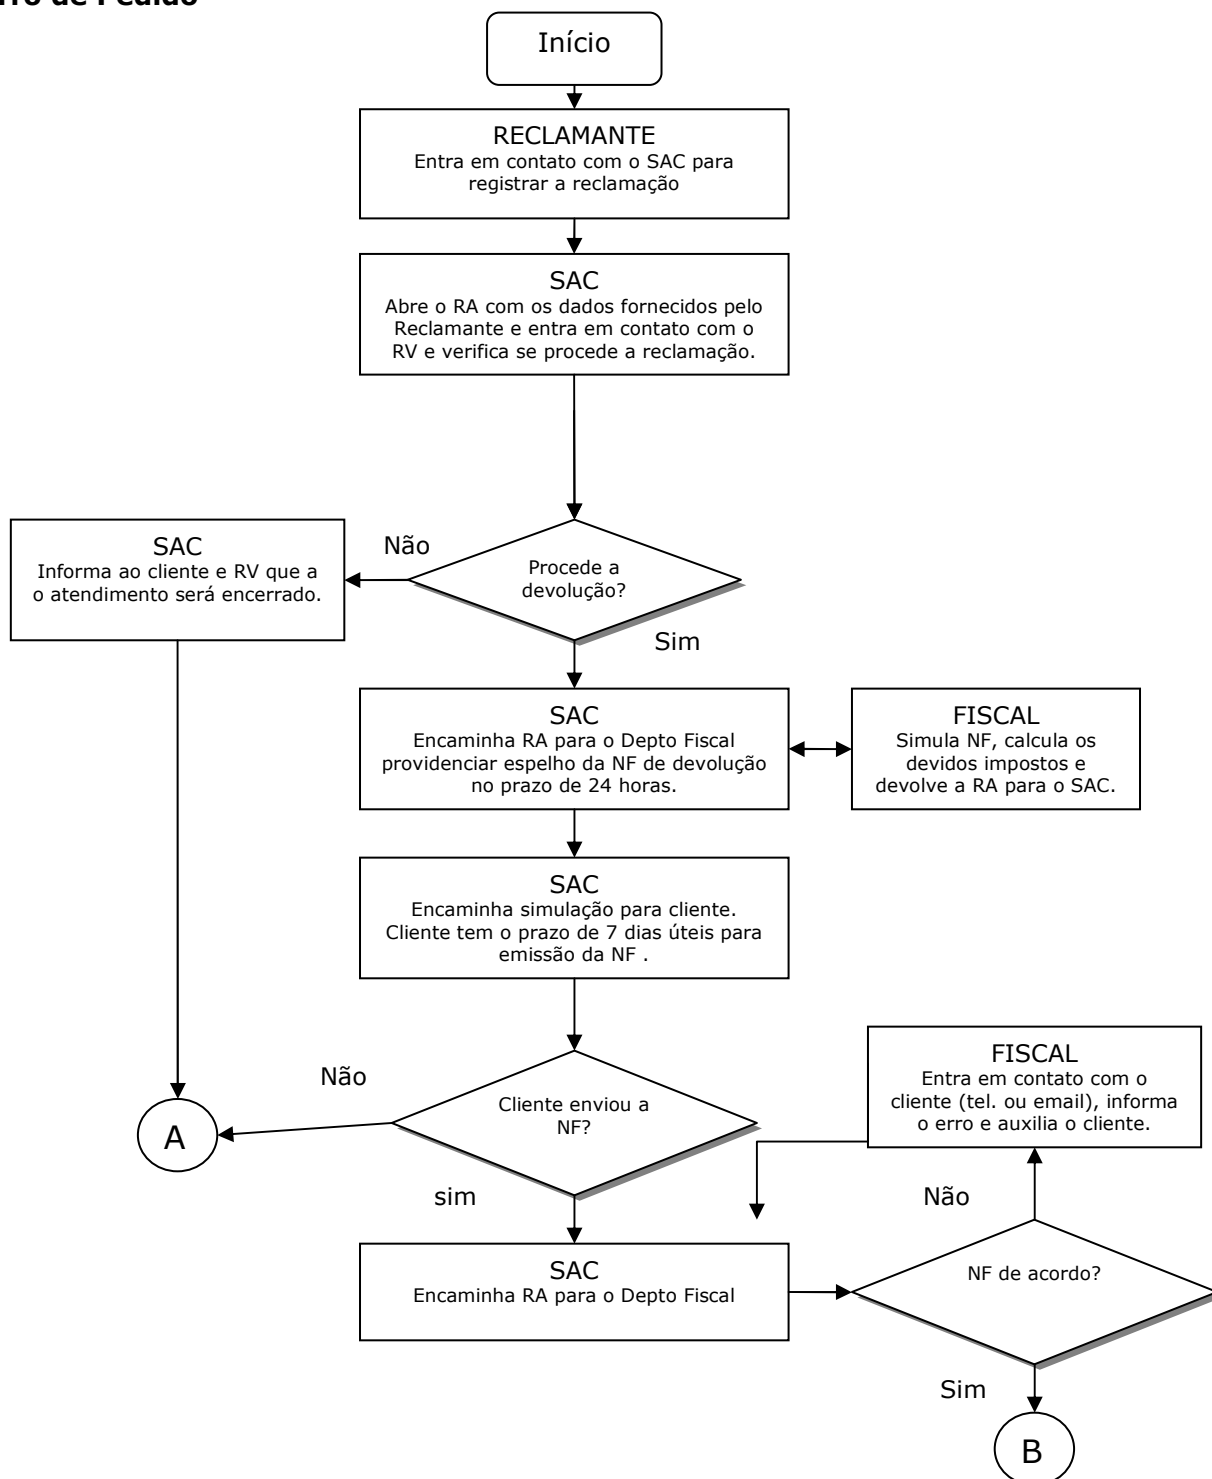 de Pedido
Início
RECLAMANTE
Entra em contato com o SAC para
registrar a reclamação
SAC
Abre o RA com os dados fornecidos pelo
Reclamante e entra em contato com o
RV e verifica se procede a reclamação.
SAC
Informa ao cliente e RV que a
o atendimento será encerrado.
Não
Procede a
devolução?
Sim
SAC
Encaminha RA para o Depto Fiscal
providenciar espelho da NF de devolução
no prazo de 24 horas.
FISCAL
Simula NF, calcula os
devidos impostos e
devolve a RA para o SAC.
SAC
Encaminha simulação para cliente.
Cliente tem o prazo de 7 dias úteis para
emissão da NF .
FISCAL
Entra em contato com o
cliente (tel. ou email), informa
o erro e auxilia o cliente.
Não
Cliente enviou a
NF?
A
sim
Não
SAC
Encaminha RA para o Depto Fiscal
NF de acordo?
Sim
B